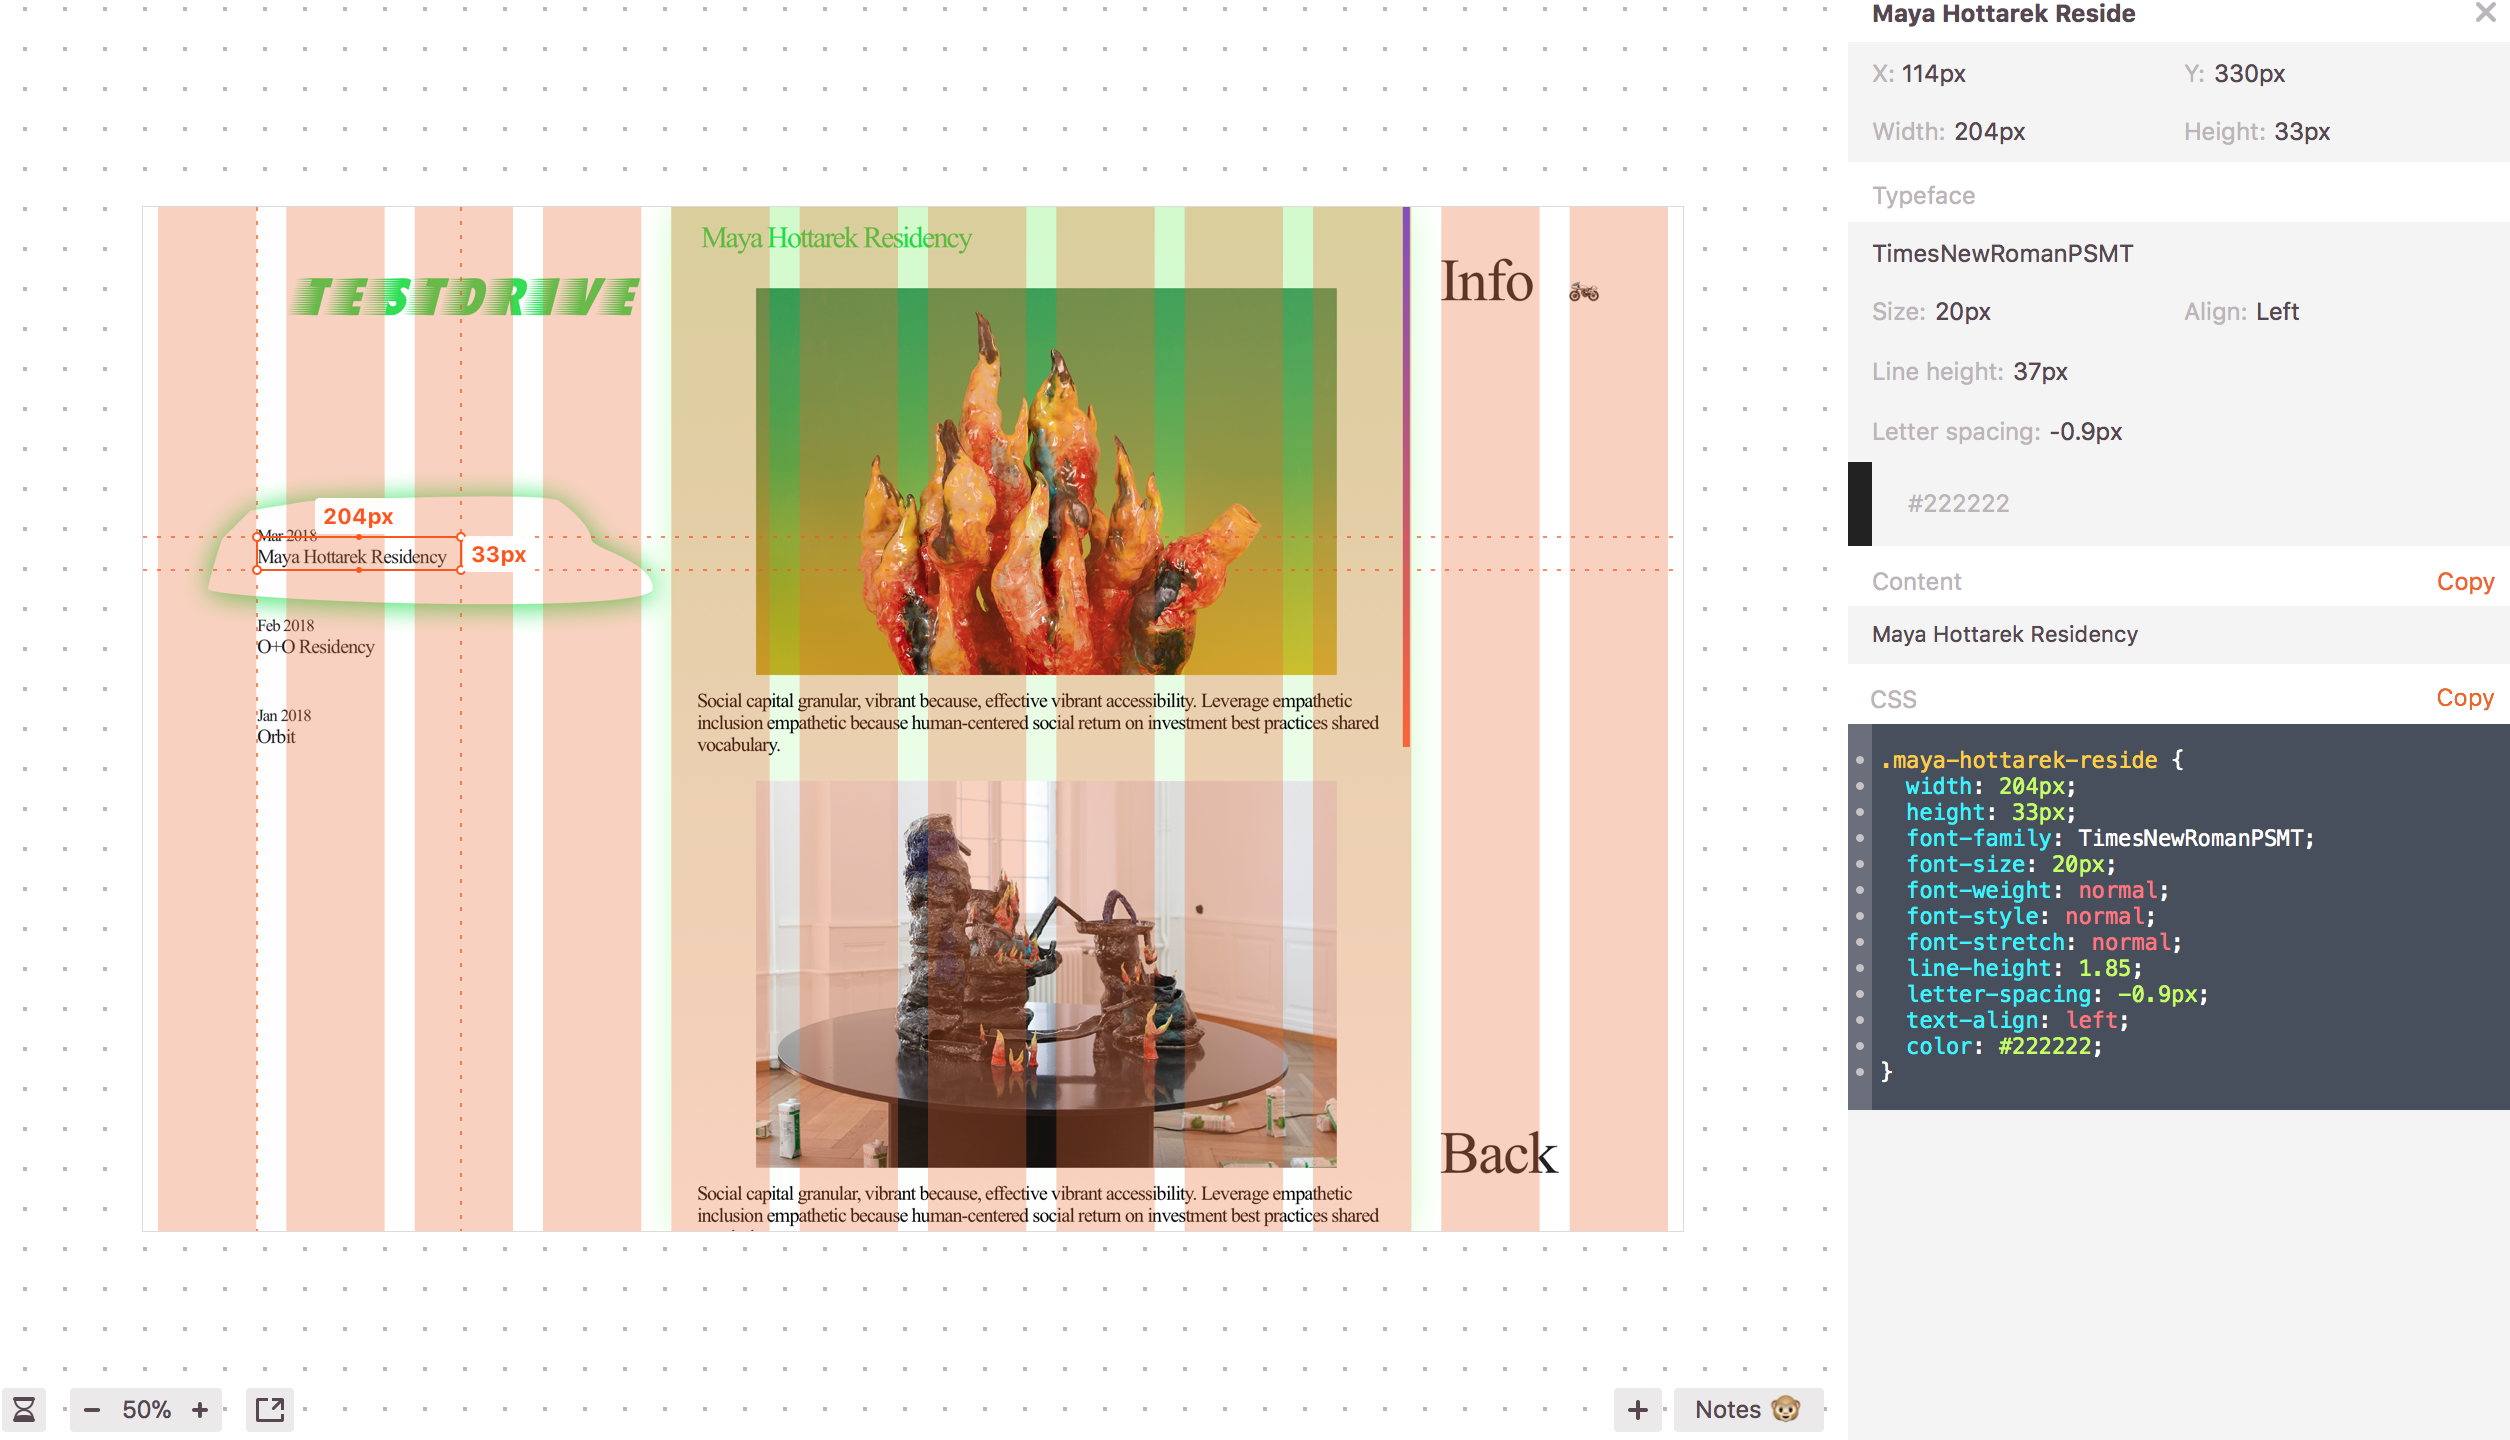 TESTDRIVE
204px
Mar 2018
Maya Hottarek Residency
33px
Feb 2018
O+O Residency
Jan 2018
Orbit
Maya Hottarek Residency
Social capital granular, vibrant because, effective vibrant accessibility. Leverage empathetic
inclusion empathetic because human-centered social return on investment best practices shared
vocabulary.
Social capital granular, vibrant because, effective vibrant accessibility. Leverage empathetic
inclusion empathetic because human-centered social return on investment best practices shared
Info
Back
50%
Notes
Maya Hottarek Reside
X: 114px Y: 330px
Width: 204px Height: 33px
Typeface
TimesNewRomanPSMT
Size: 20px Align: Left
Line height: 37px
Letter spacing: -0.9px
#222222
Content Copy
Maya Hottarek Residency
CSS Copy
.maya-hottarek-reside {
width: 204px;
height: 33px;
font-family: TimesNewRomanPSMT;
font-size: 20px;
font-weight: normal;
font-style: normal;
font-stretch: normal;
line-height: 1.85;
letter-spacing: -0.9px;
text-align: left;
color: #222222;
}